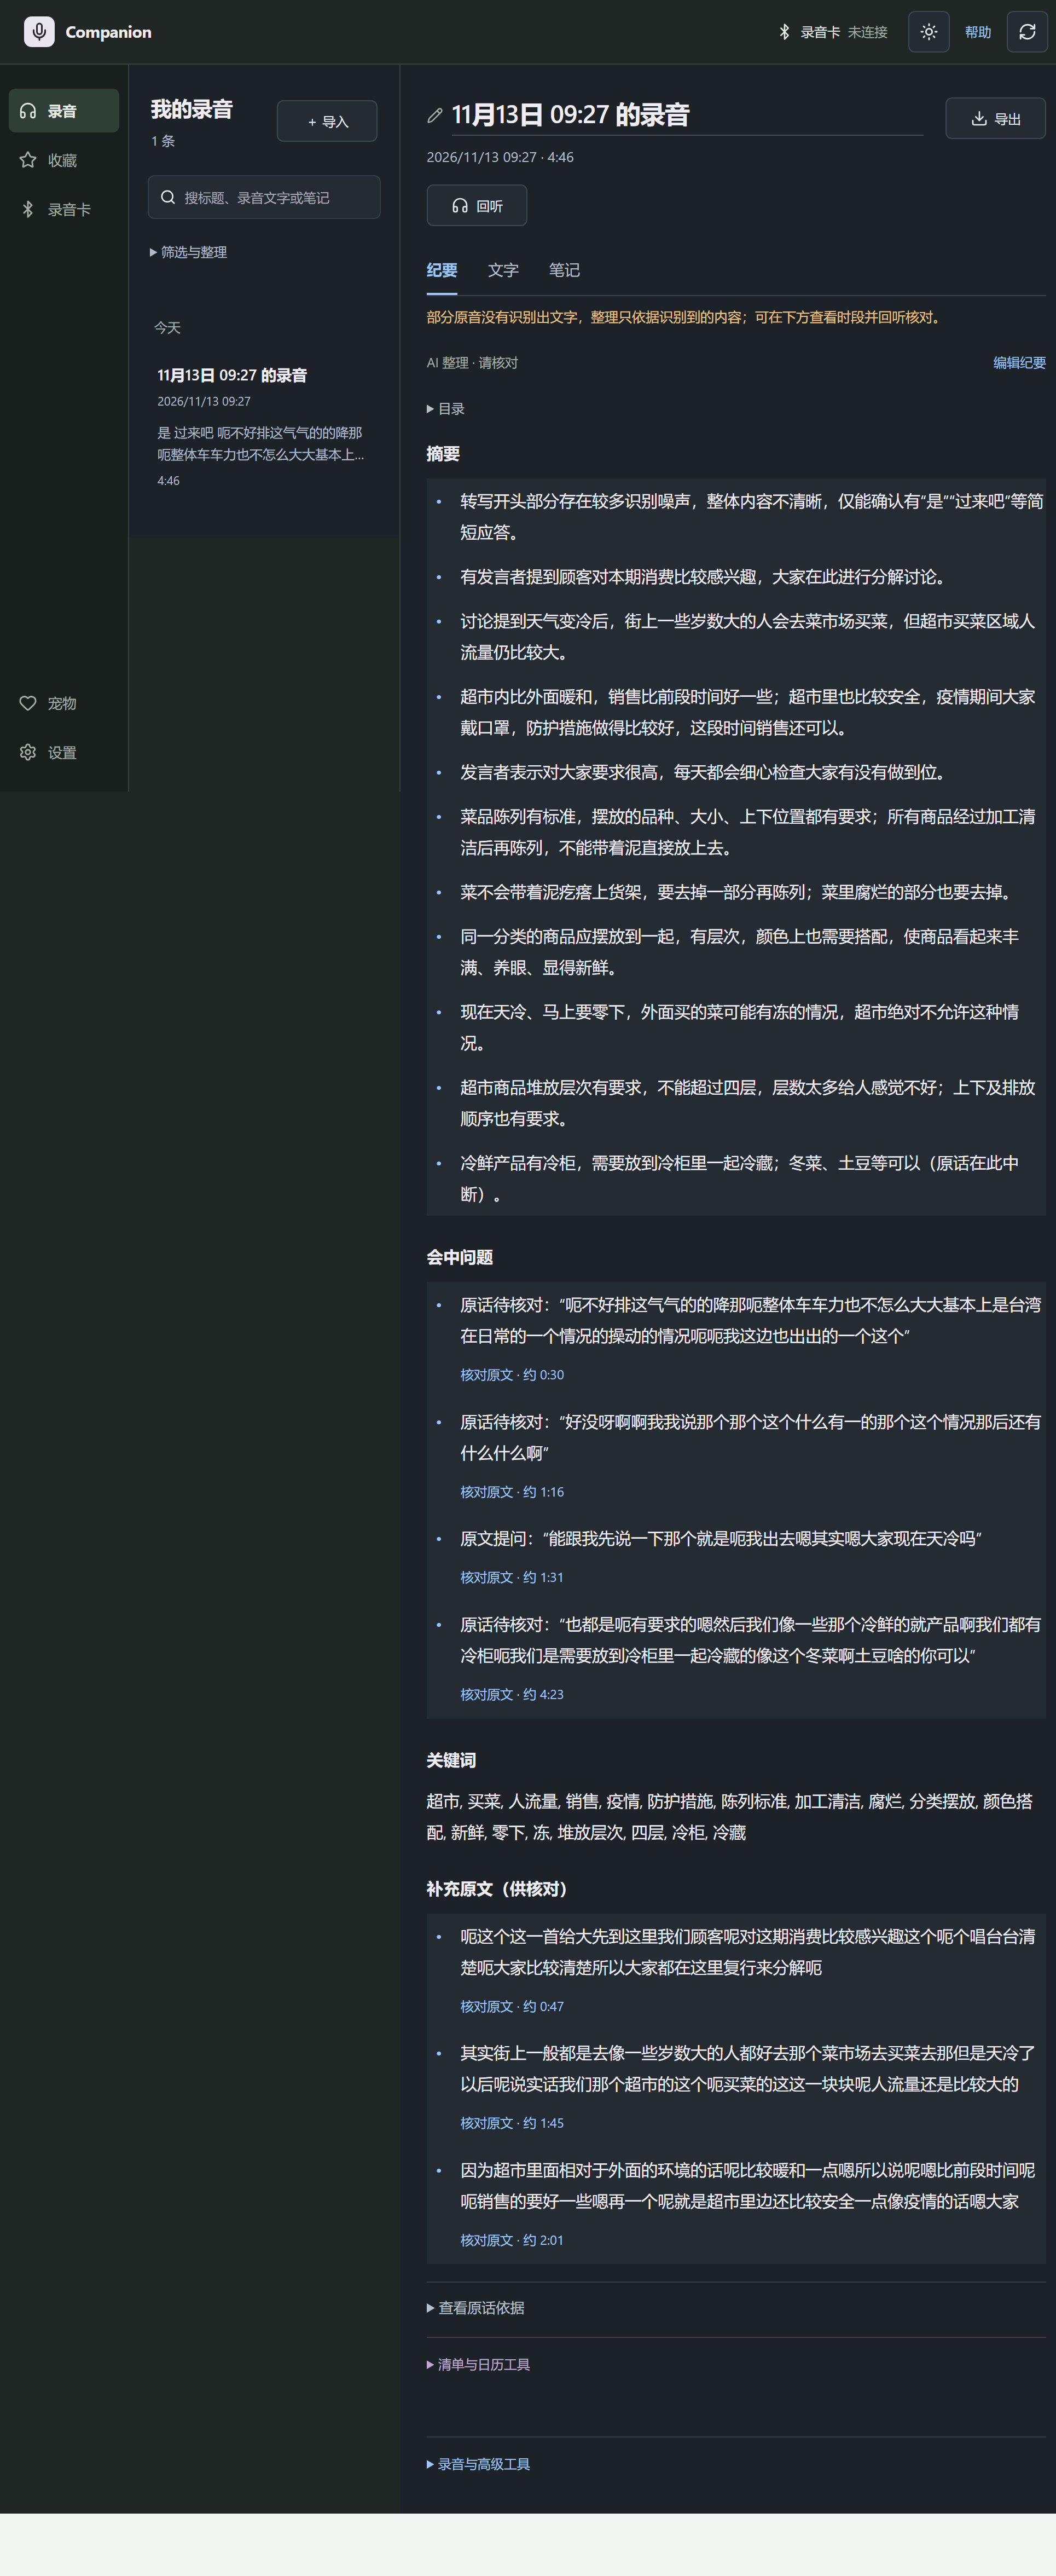 Companion
录音卡 未连接
帮助
录音
收藏
录音卡
宠物
设置
我的录音
1 条
+ 导入
搜标题、录音文字或笔记
筛选与整理
今天
11月13日 09:27 的录音
2026/11/13 09:27
是 过来吧 呃不好排这气气的的降那
呃整体车车力也不怎么大大基本上...
4:46
11月13日 09:27 的录音
导出
2026/11/13 09:27 · 4:46
回听
纪要
文字
笔记
部分原音没有识别出文字，整理只依据识别到的内容；可在下方查看时段并回听核对。
AI 整理 · 请核对
编辑纪要
目录
摘要
• 转写开头部分存在较多识别噪声，整体内容不清晰，仅能确认有“是”“过来吧”等简
短应答。
• 有发言者提到顾客对本期消费比较感兴趣，大家在此进行分解讨论。
• 讨论提到天气变冷后，街上一些岁数大的人会去菜市场买菜，但超市买菜区域人
流量仍比较大。
• 超市内比外面暖和，销售比前段时间好一些；超市里也比较安全，疫情期间大家
戴口罩，防护措施做得比较好，这段时间销售还可以。
• 发言者表示对大家要求很高，每天都会细心检查大家有没有做到位。
• 菜品陈列有标准，摆放的品种、大小、上下位置都有要求；所有商品经过加工清
洁后再陈列，不能带着泥直接放上去。
• 菜不会带着泥疙瘩上货架，要去掉一部分再陈列；菜里腐烂的部分也要去掉。
• 同一分类的商品应摆放到一起，有层次，颜色上也需要搭配，使商品看起来丰
满、养眼、显得新鲜。
• 现在天冷、马上要零下，外面买的菜可能有冻的情况，超市绝对不允许这种情
况。
• 超市商品堆放层次有要求，不能超过四层，层数太多给人感觉不好；上下及排放
顺序也有要求。
• 冷鲜产品有冷柜，需要放到冷柜里一起冷藏；冬菜、土豆等可以（原话在此中
断）。
会中问题
• 原话待核对：“呃不好排这气气的的降那呃整体车车力也不怎么大大基本上是台湾
在日常的一个情况的操动的情况呃呃我这边也出出的一个这个”
核对原文 · 约 0:30
• 原话待核对：“好没呀啊啊我我说那个那个这个什么有一的那个这个情况那后还有
什么什么啊”
核对原文 · 约 1:16
• 原文提问：“能跟我先说一下那个就是呃我出去嗯其实嗯大家现在天冷吗”
核对原文 · 约 1:31
• 原话待核对：“也都是呃有要求的嗯然后我们像一些那个冷鲜的就产品啊我们都有
冷柜呃我们是需要放到冷柜里一起冷藏的像这个冬菜啊土豆啥的你可以”
核对原文 · 约 4:23
关键词
超市, 买菜, 人流量, 销售, 疫情, 防护措施, 陈列标准, 加工清洁, 腐烂, 分类摆放, 颜色搭
配, 新鲜, 零下, 冻, 堆放层次, 四层, 冷柜, 冷藏
补充原文（供核对）
• 呃这个这一首给大先到这里我们顾客呢对这期消费比较感兴趣这个呃个唱台台清
楚呃大家比较清楚所以大家都在这里复行来分解呃
核对原文 · 约 0:47
• 其实街上一般都是去像一些岁数大的人都好去那个菜市场去买菜去那但是天冷了
以后呢说实话我们那个超市的这个呃买菜的这这一块块呢人流量还是比较大的
核对原文 · 约 1:45
• 因为超市里面相对于外面的环境的话呢比较暖和一点嗯所以说呢嗯比前段时间呢
呃销售的要好一些嗯再一个呢就是超市里边还比较安全一点像疫情的话嗯大家
核对原文 · 约 2:01
查看原话依据
清单与日历工具
录音与高级工具